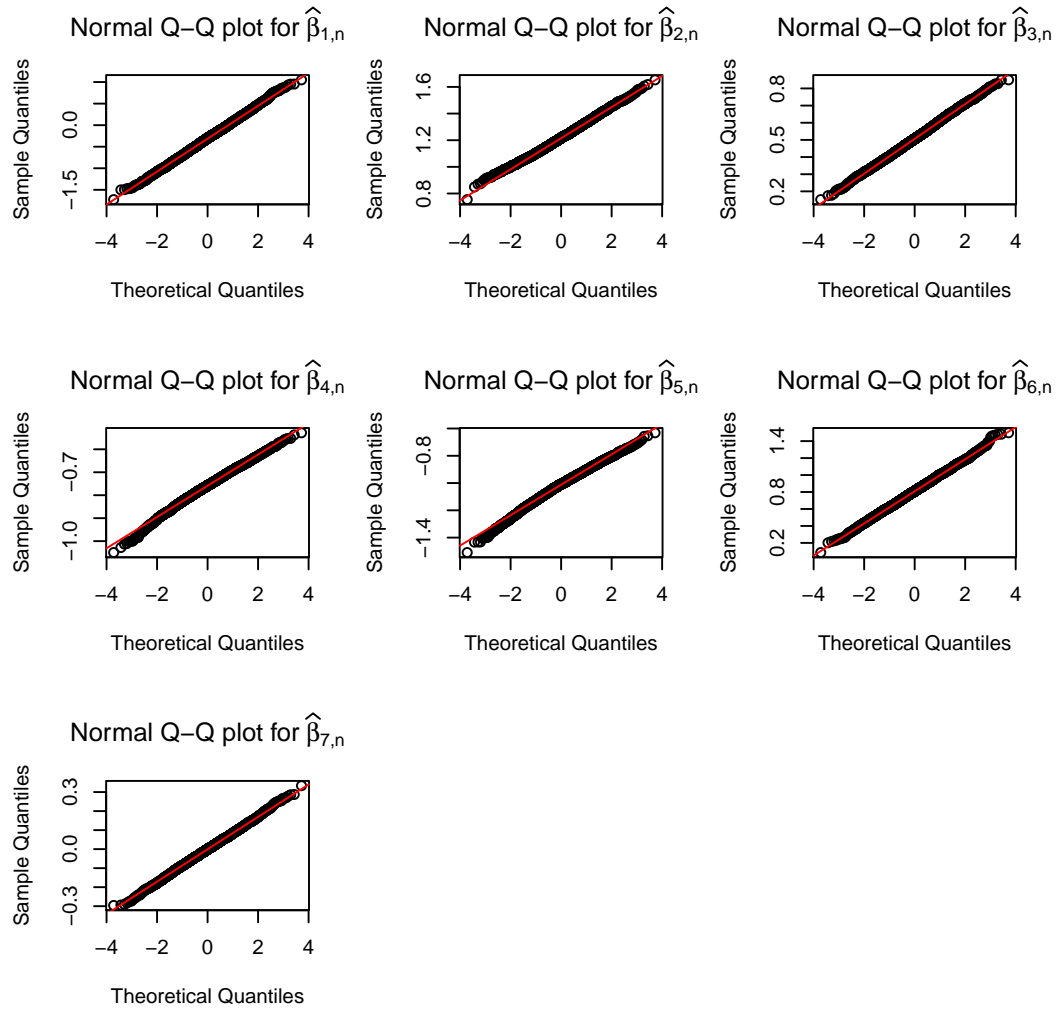 Normal Q−Q plot for β̂1,n
Sample Quantiles
−1.5
0.0
−4 −2 0 2 4
Theoretical Quantiles
Normal Q−Q plot for β̂2,n
Sample Quantiles
0.8
1.2
1.6
−4 −2 0 2 4
Theoretical Quantiles
Normal Q−Q plot for β̂3,n
Sample Quantiles
0.2
0.5
0.8
−4 −2 0 2 4
Theoretical Quantiles
Normal Q−Q plot for β̂4,n
Sample Quantiles
−1.0
−0.7
−4 −2 0 2 4
Theoretical Quantiles
Normal Q−Q plot for β̂5,n
Sample Quantiles
−1.4
−0.8
−4 −2 0 2 4
Theoretical Quantiles
Normal Q−Q plot for β̂6,n
Sample Quantiles
0.2
0.8
1.4
−4 −2 0 2 4
Theoretical Quantiles
Normal Q−Q plot for β̂7,n
Sample Quantiles
−0.3
0.0
0.3
−4 −2 0 2 4
Theoretical Quantiles